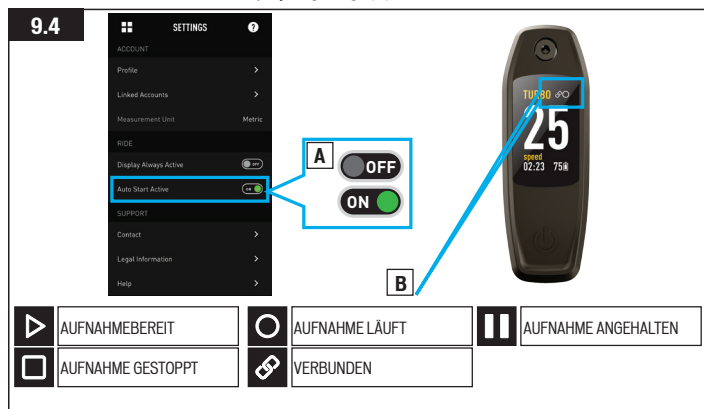 9.4
SETTINGS ?
ACCOUNT
Profile
Linked Accounts
Measurement Unit Metric
RIDE
Display Always Active OFF
Auto Start Active ON
SUPPORT
Contact
Legal Information
Help
A
OFF
ON
B
TURBO
25
speed
02:23 75
AUFNAHMEBEREIT
AUFNAHME LÄUFT
AUFNAHME ANGEHALTEN
AUFNAHME GESTOPPT
VERBUNDEN